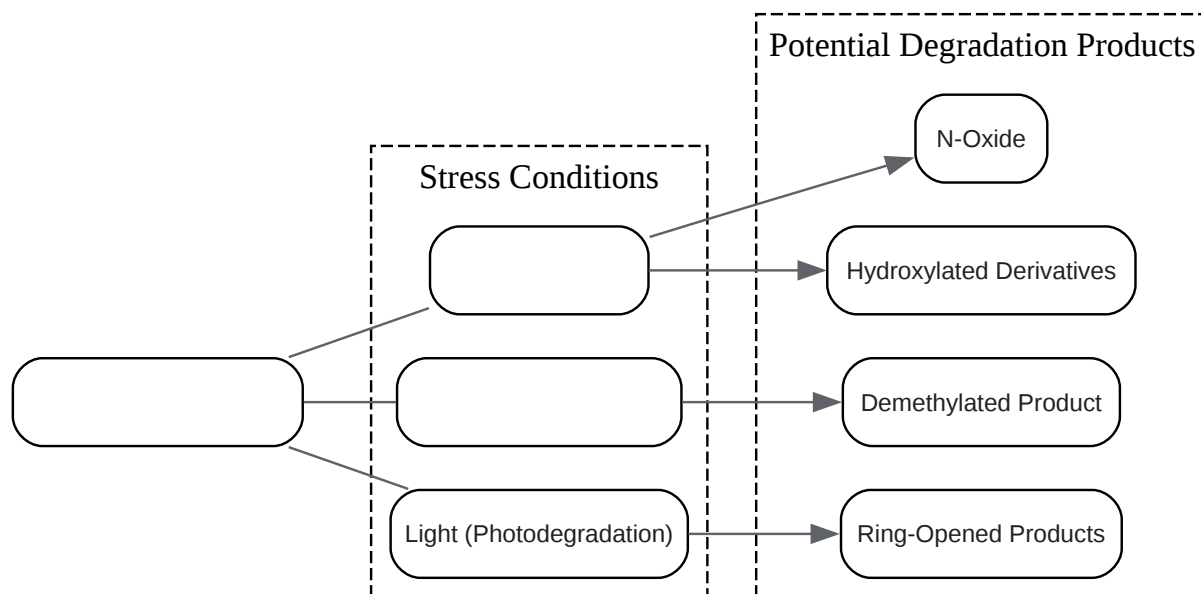 Potential Degradation Products
N-Oxide
Stress Conditions
Hydroxylated Derivatives
Demethylated Product
Light (Photodegradation)
Ring-Opened Products